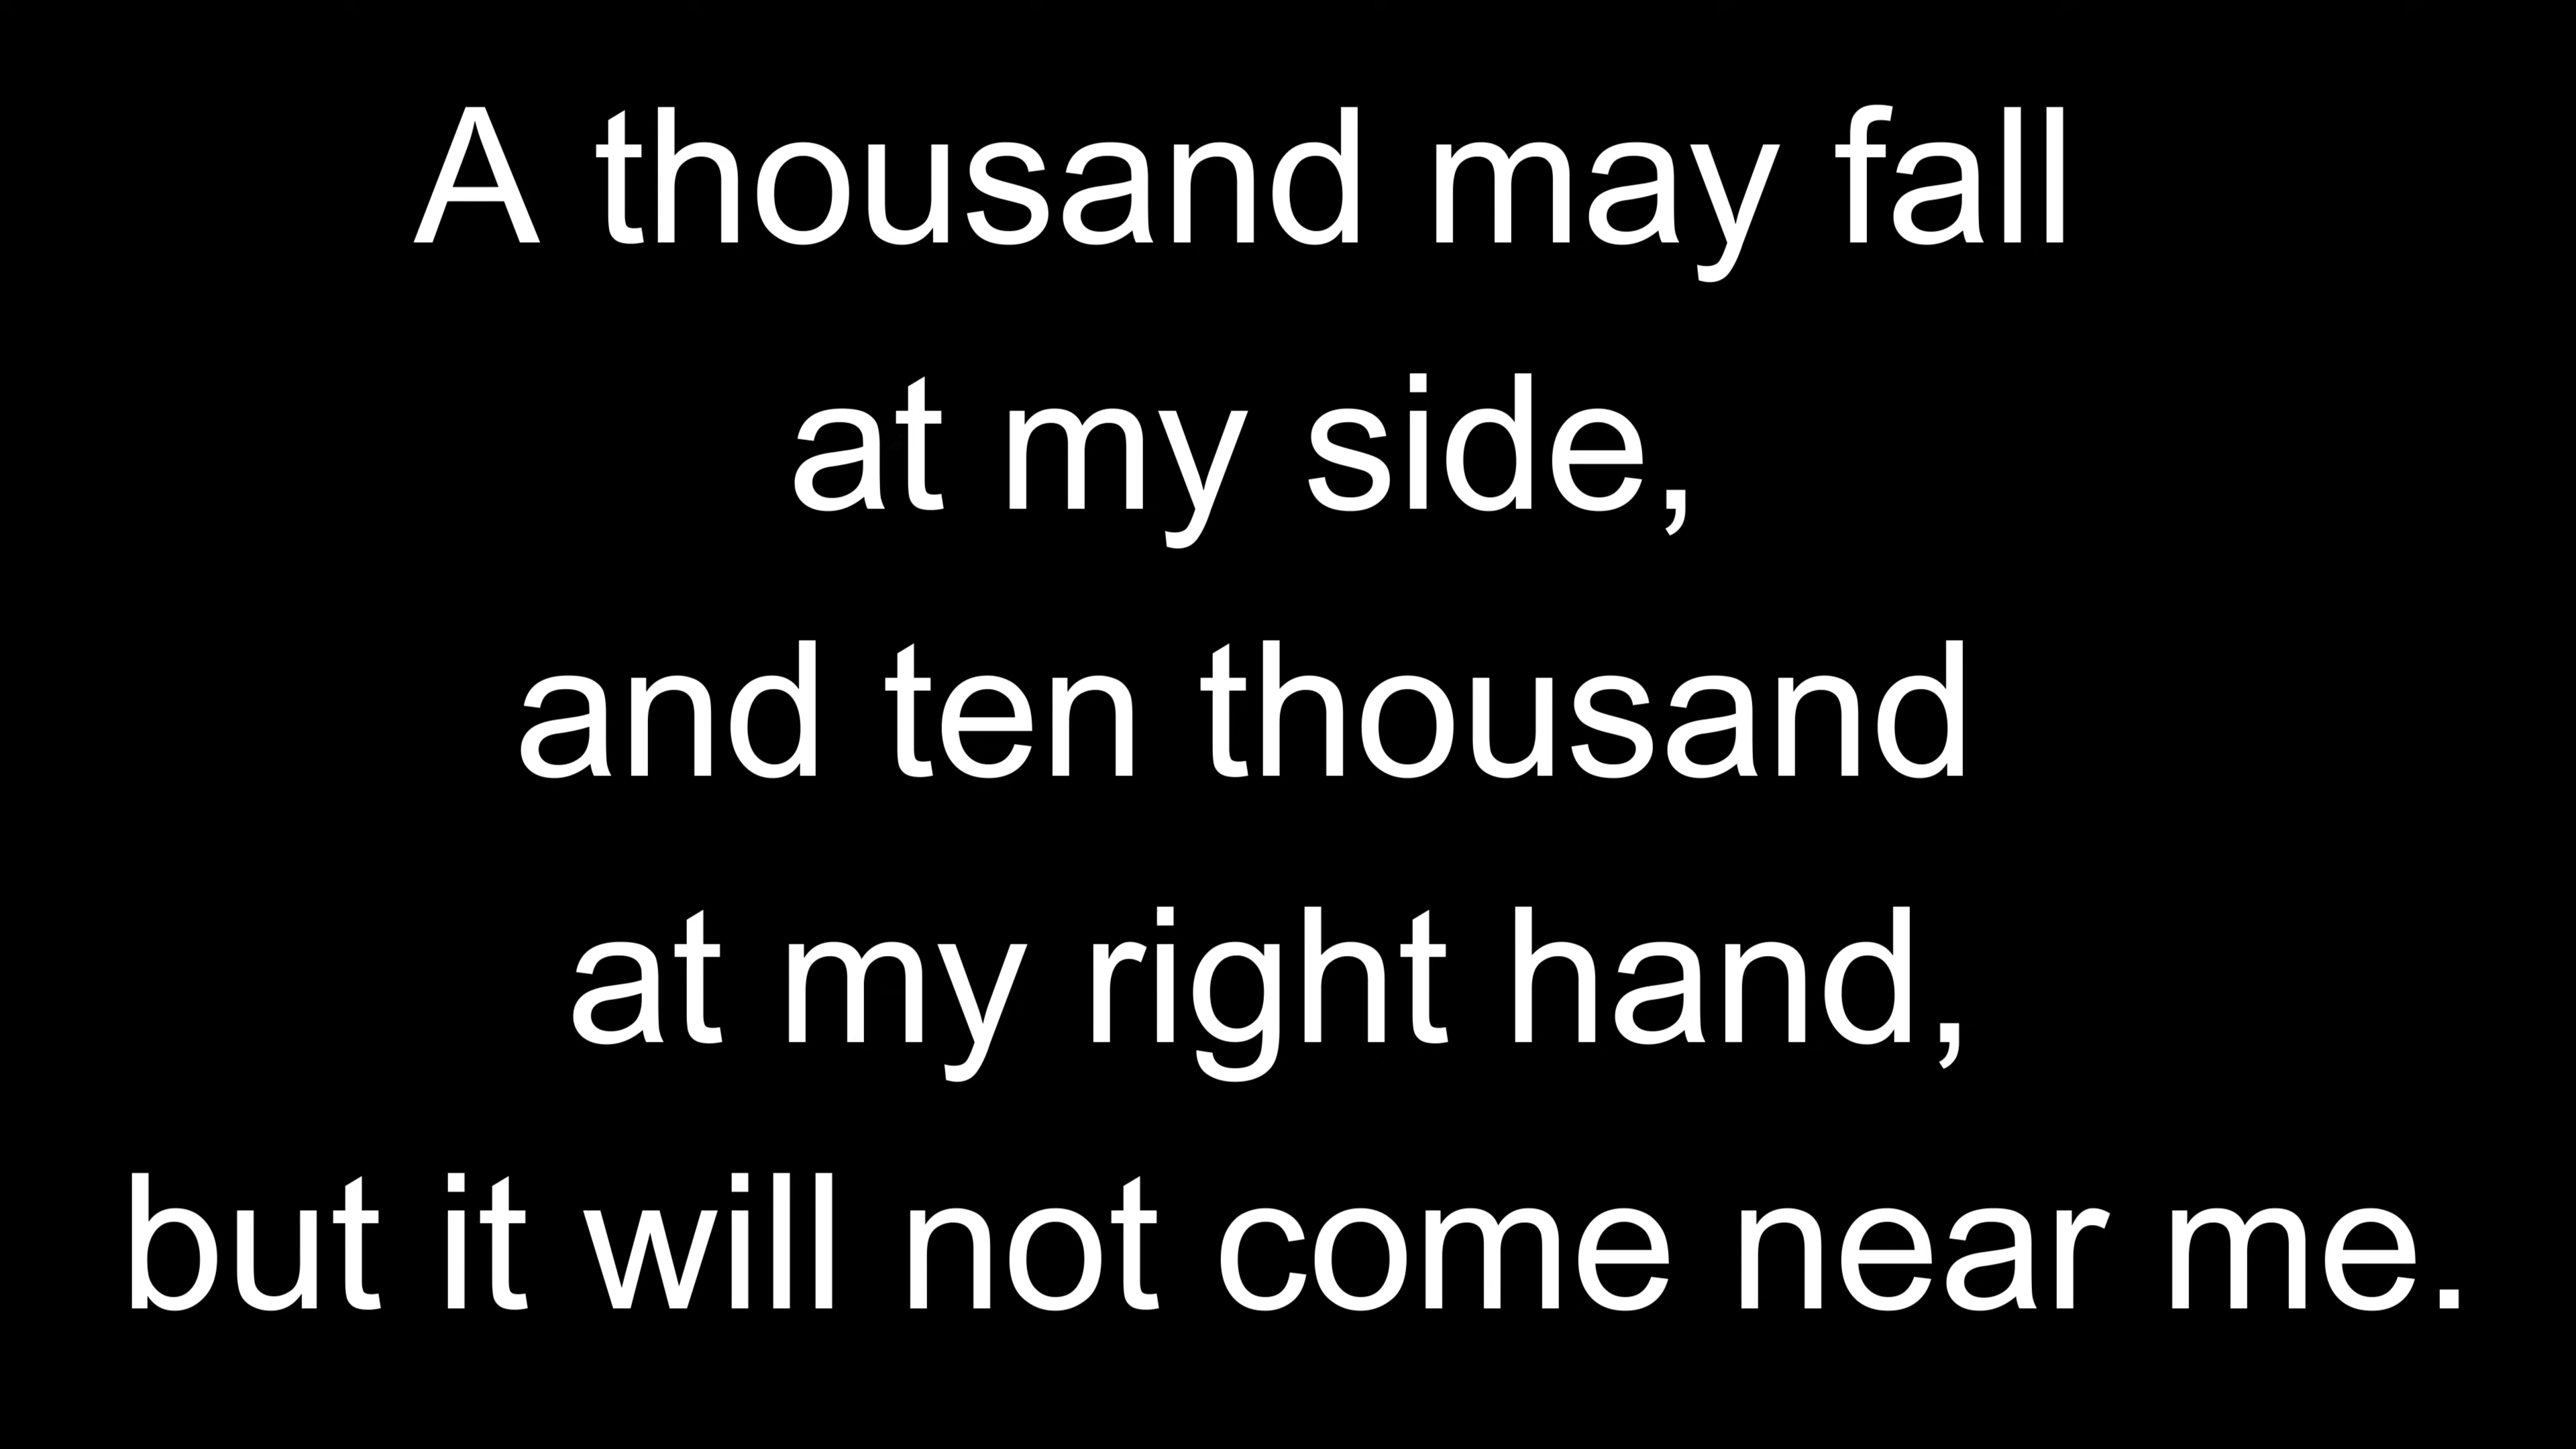 A thousand may fall
at my side,
and ten thousand
at my right hand,
but it will not come near me.